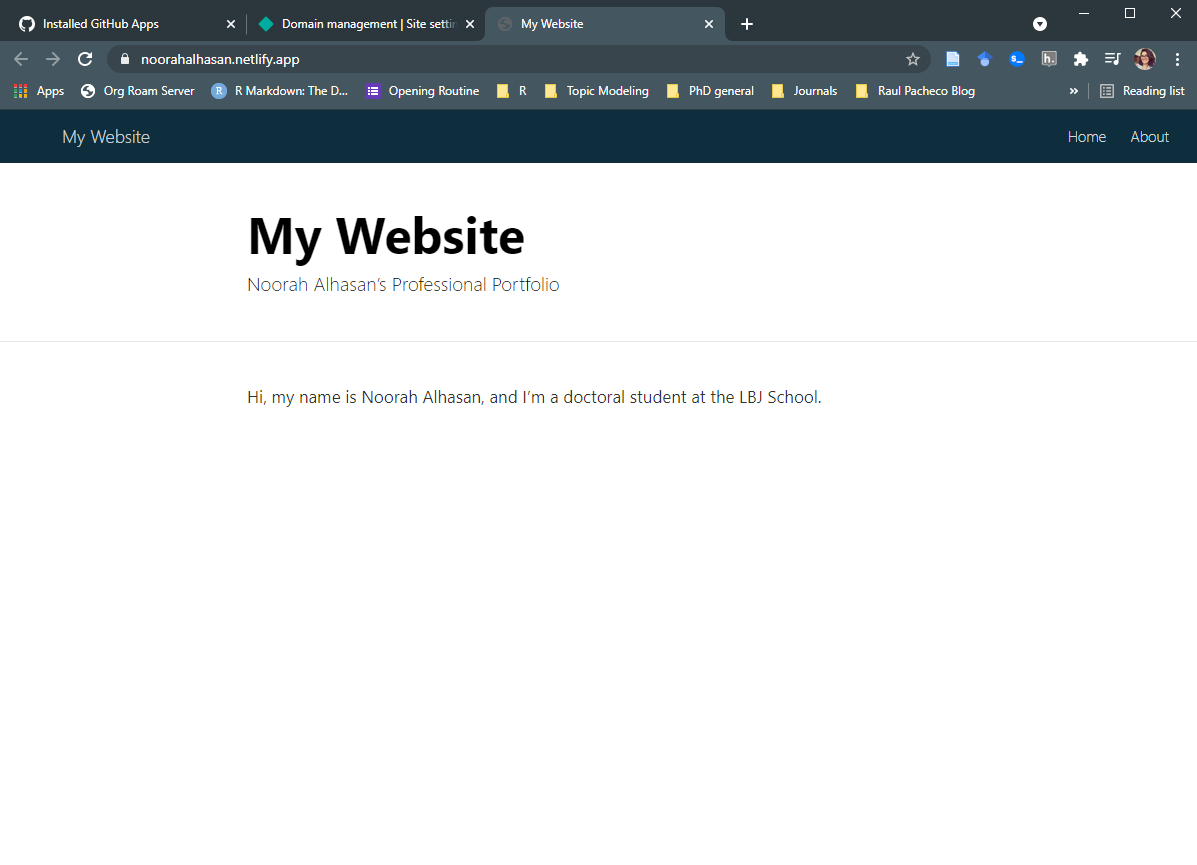 Installed GitHub Apps
Domain management | Site settin
My Website
noorahalhasan.netlify.app
Apps
Org Roam Server
R Markdown: The D...
Opening Routine
R
Topic Modeling
PhD general
Journals
Raul Pacheco Blog
»
Reading list
My Website
Home
About
My Website
Noorah Alhasan’s Professional Portfolio
Hi, my name is Noorah Alhasan, and I’m a doctoral student at the LBJ School.